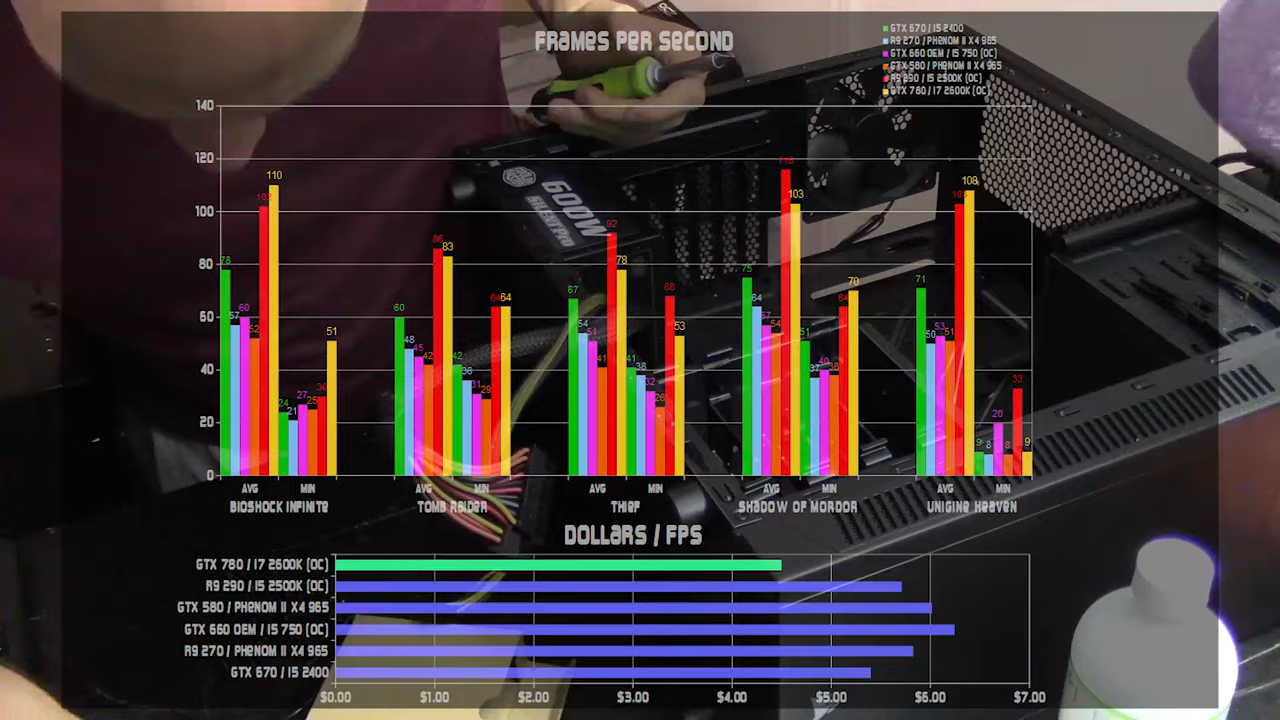 FRAMES PER SECOND
GTX 670 / I5 2400
R9 270 / PHENOM II X4 965
GTX 660 OEM / I5 750 (OC)
GTX 580 / PHENOM II X4 965
R9 290 / I5 2500K (OC)
GTX 780 / I7 2600K (OC)
140
120
100
80
60
40
20
0
78 57 60 52 102 110 24 21 27 25 30 51
60 48 45 42 86 83 42 36 31 29 64 64
67 54 51 41 92 78 41 38 32 26 68 53
75 64 57 54 116 103 51 37 40 38 64 70
71 50 53 51 103 108 9 8 20 8 33 9
AVG MIN AVG MIN AVG MIN AVG MIN AVG MIN
BIOSHOCK INFINITE TOMB RAIDER THIEF SHADOW OF MORDOR UNIGINE HEAVEN
600W
SILENT PRO
DOLLARS / FPS
GTX 780 / I7 2600K (OC)
R9 290 / I5 2500K (OC)
GTX 580 / PHENOM II X4 965
GTX 660 OEM / I5 750 (OC)
R9 270 / PHENOM II X4 965
GTX 670 / I5 2400
$0.00 $1.00 $2.00 $3.00 $4.00 $5.00 $6.00 $7.00